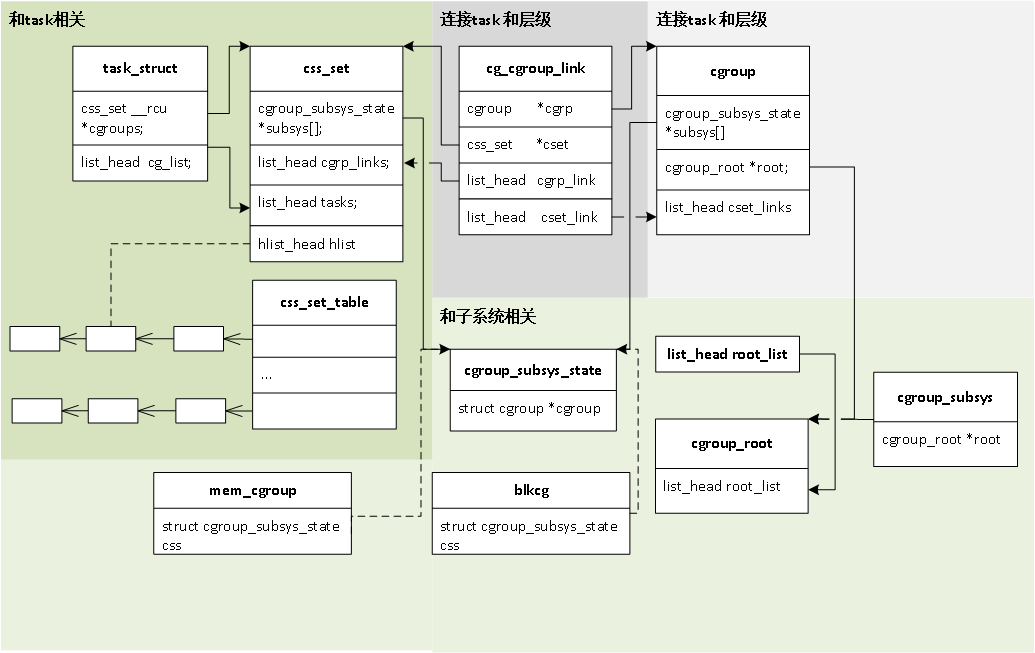 和task相关
task_struct
css_set __rcu
*cgroups;
list_head cg_list;
css_set
cgroup_subsys_state
*subsys[];
list_head cgrp_links;
list_head tasks;
hlist_head hlist
css_set_table
...
连接task 和层级
cg_cgroup_link
cgroup *cgrp
css_set *cset
list_head cgrp_link
list_head cset_link
连接task 和层级
cgroup
cgroup_subsys_state
*subsys[]
cgroup_root *root;
list_head cset_links
和子系统相关
cgroup_subsys_state
struct cgroup *cgroup
list_head root_list
cgroup_subsys
cgroup_root *root
cgroup_root
list_head root_list
mem_cgroup
struct cgroup_subsys_state
css
blkcg
struct cgroup_subsys_state
css